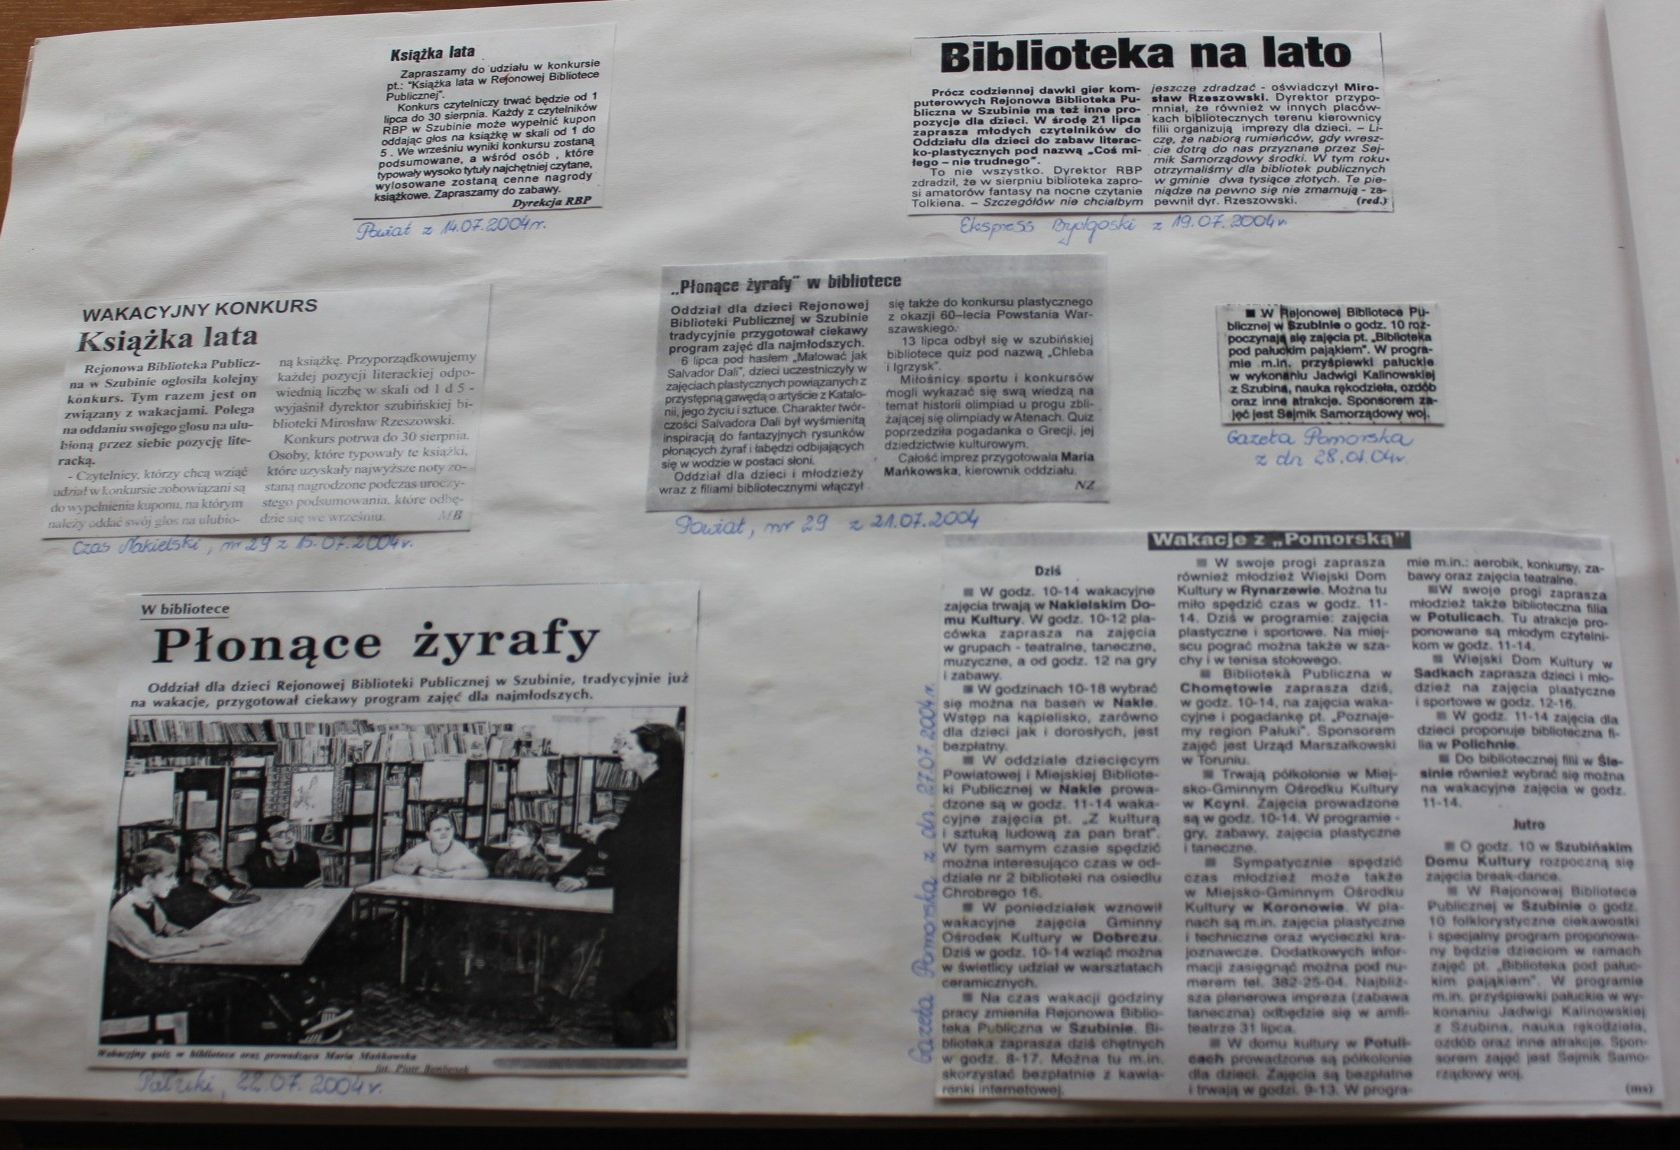 Książka lata
Zapraszamy do udziału w konkursie
pt.: "Książka lata w Rejonowej Bibliotece
Publicznej".
Konkurs czytelniczy trwać będzie od 1
lipca do 30 sierpnia. Każdy z czytelników
RBP w Szubinie może wypełnić kupon
oddając głos na książkę w skali od 1 do
5 . We wrześniu wyniki konkursu zostaną
podsumowane, a wśród osób , które
typowały wysoko tytuły najchętniej czytane,
wylosowane zostaną cenne nagrody
książkowe. Zapraszamy do zabawy.
Dyrekcja RBP
Powiat z 14.07.2004r.
Biblioteka na lato
Prócz codziennej dawki gier kom-
puterowych Rejonowa Biblioteka Pu-
bliczna w Szubinie ma też inne pro-
pozycje dla dzieci. W środę 21 lipca
zaprasza młodych czytelników do
Oddziału dla dzieci do zabaw literac-
ko-plastycznych pod nazwą „Coś mi-
łego – nie trudnego”.
To nie wszystko. Dyrektor RBP
zdradził, że w sierpniu biblioteka zapro-
si amatorów fantasy na nocne czytanie
Tolkiena. – Szczegółów nie chciałbym
jeszcze zdradzać - oświadczył Miro-
sław Rzeszowski. Dyrektor przypo-
mniał, że również w innych placów-
kach bibliotecznych terenu kierownicy
filii organizują imprezy dla dzieci. – Li-
czę, że nabiorą rumieńców, gdy wresz-
cie dotrą do nas przyznane przez Sej-
mik Samorządowy środki. W tym roku
otrzymaliśmy dla bibliotek publicznych
w gminie dwa tysiące złotych. Te pie-
niądze na pewno się nie zmarnują - za-
pewnił dyr. Rzeszowski. (red.)
Ekspress Bydgoski z 19.07.2004r
WAKACYJNY KONKURS
Książka lata
Rejonowa Biblioteka Publicz-
na w Szubinie ogłosiła kolejny
konkurs. Tym razem jest on
związany z wakacjami. Polega
na oddaniu swojego głosu na ulu-
bioną przez siebie pozycję lite-
racką.
- Czytelnicy, którzy chcą wziąć
udział w konkursie zobowiązani są
do wypełnienia kuponu, na którym
należy oddać swój głos na ulubio-
ną książkę. Przyporządkowujemy
każdej pozycji literackiej odpo-
wiednią liczbę w skali od 1 d 5 -
wyjaśnił dyrektor szubińskiej bi-
blioteki Mirosław Rzeszewski.
Konkurs potrwa do 30 sierpnia.
Osoby, które typowały te książki,
które uzyskały najwyższe noty zo-
staną nagrodzone podczas uroczy-
stego podsumowania, które odbę-
dzie się we wrześniu. MB
Czas Nakielski, nr 29 z 15.07.2004r.
„Płonące żyrafy” w bibliotece
Oddział dla dzieci Rejonowej
Biblioteki Publicznej w Szubinie
tradycyjnie przygotował ciekawy
program zajęć dla najmłodszych.
6 lipca pod hasłem „Malować jak
Salvador Dali”, dzieci uczestniczyły w
zajęciach plastycznych powiązanych z
przystępną gawędą o artyście z Katalo-
nii, jego życiu i sztuce. Charakter twór-
czości Salvadora Dali był wyśmienitą
inspiracją do fantazyjnych rysunków
płonących żyraf i łabędzi odbijających
się w wodzie w postaci słoni.
Oddział dla dzieci i młodzieży
wraz z filiami bibliotecznymi włączył
się także do konkursu plastycznego
z okazji 60–lecia Powstania War-
szawskiego.
13 lipca odbył się w szubińskiej
bibliotece quiz pod nazwą „Chleba
i Igrzysk”.
Miłośnicy sportu i konkursów
mogli wykazać się swą wiedzą na
temat historii olimpiad u progu zbli-
żającej się olimpiady w Atenach. Quiz
poprzedziła pogadanka o Grecji, jej
dziedzictwie kulturowym.
Całość imprez przygotowała Maria
Mańkowska, kierownik oddziału.
NZ
Powiat, nr 29 z 21.07.2004
■ W Rejonowej Bibliotece Pu-
blicznej w Szubinie o godz. 10 roz-
poczynają się zajęcia pt. „Biblioteka
pod pałuckim pająkiem”. W progra-
mie m.in. przyśpiewki pałuckie
w wykonaniu Jadwigi Kalinowskiej
z Szubina, nauka rękodzieła, ozdób
oraz inne atrakcje. Sponsorem za-
jęć jest Sejmik Samorządowy woj.
Gazeta Pomorska
W bibliotece
Płonące żyrafy
Oddział dla dzieci Rejonowej Biblioteki Publicznej w Szubinie, tradycyjnie już
na wakacje, przygotował ciekawy program zajęć dla najmłodszych.
Wakacyjny quiz w bibliotece oraz prowadząca Maria Mańkowska
fot. Piotr
Pałuki, 22.07.2004r.
Gazeta Pomorska z dn. 27.07.2004r.
Wakacje z „Pomorską”
Dziś
■ W godz. 10-14 wakacyjne
zajęcia trwają w Nakielskim Do-
mu Kultury. W godz. 10-12 pla-
cówka zaprasza na zajęcia
w grupach - teatralne, taneczne,
muzyczne, a od godz. 12 na gry
i zabawy.
■ W godzinach 10-18 wybrać
się można na basen w Nakle.
Wstęp na kąpielisko, zarówno
dla dzieci jak i dorosłych, jest
bezpłatny.
■ W oddziale dziecięcym
Powiatowej i Miejskiej Bibliote-
ki Publicznej w Nakle prowa-
dzone są w godz. 11-14 waka-
cyjne zajęcia pt. „Z kulturą
i sztuką ludową za pan brat”.
W tym samym czasie spędzić
można interesująco czas w od-
dziale nr 2 biblioteki na osiedlu
Chrobrego 16.
■ W poniedziałek wznowił
wakacyjne zajęcia Gminny
Ośrodek Kultury w Dobrczu.
Dziś w godz. 10-14 wziąć można
w świetlicy udział w warsztatach
ceramicznych.
■ Na czas wakacji godziny
pracy zmieniła Rejonowa Biblio-
teka Publiczna w Szubinie. Bi-
blioteka zaprasza dziś chętnych
w godz. 8-17. Można tu m.in.
skorzystać bezpłatnie z kawia-
renki internetowej.
■ W swoje progi zaprasza
również młodzież Wiejski Dom
Kultury w Rynarzewie. Można tu
miło spędzić czas w godz. 11-
14. Dziś w programie: zajęcia
plastyczne i sportowe. Na miej-
scu pograć można także w sza-
chy i w tenisa stołowego.
■ Biblioteka Publiczna w
Chomętowie zaprasza dziś,
w godz. 10-14, na zajęcia waka-
cyjne i pogadankę pt. „Poznaje-
my region Pałuki”. Sponsorem
zajęć jest Urząd Marszałkowski
w Toruniu.
■ Trwają półkolonie w Miej-
sko-Gminnym Ośrodku Kultury
w Kcyni. Zajęcia prowadzone
są w godz. 10-14. W programie -
gry, zabawy, zajęcia plastyczne
i taneczne.
■ Sympatycznie spędzić
czas młodzież może także
w Miejsko-Gminnym Ośrodku
Kultury w Koronowie. W pla-
nach są m.in. zajęcia plastyczne
i techniczne oraz wycieczki kra-
joznawcze. Dodatkowych infor-
macji zasięgnąć można pod nu-
merem tel. 382-25-04. Najbliż-
sza plenerowa impreza (zabawa
taneczna) odbędzie się w amfi-
teatrze 31 lipca.
■ W domu kultury w Potuli-
cach prowadzone są półkolonie
dla dzieci. Zajęcia są bezpłatne
i trwają w godzi. 9-13. W progra-
mie m.in.: aerobik, konkursy, za-
bawy oraz zajęcia teatralne.
■ W swoje progi zaprasza
młodzież także biblioteczna filia
w Potulicach. Tu atrakcje pro-
ponowane są młodym czytelni-
kom w godz. 11-14.
■ Wiejski Dom Kultury w
Sadkach zaprasza dzieci i mło-
dzież na zajęcia plastyczne
i sportowe w godz. 12-16.
■ W godz. 11-14 zajęcia dla
dzieci proponuje biblioteczna fi-
lia w Polichnie.
■ Do bibliotecznej filii w Śle-
sinie również wybrać się można
na wakacyjne zajęcia w godz.
11-14.
Jutro
■ O godz. 10 w Szubińskim
Domu Kultury rozpoczną się
zajęcia break-dance.
■ W Rejonowej Bibliotece
Publicznej w Szubinie o godz.
10 folklorystyczne ciekawostki
i specjalny program proponowa-
ny będzie dzieciom w ramach
zajęć pt. „Biblioteka pod pałuc-
kim pająkiem”. W programie
m.in. przyśpiewki pałuckie w wy-
konaniu Jadwigi Kalinowskiej
z Szubina, nauka rękodzieła,
ozdób oraz inne atrakcje. Spon-
sorem zajęć jest Sejmik Samo-
rządowy woj.
(ms)